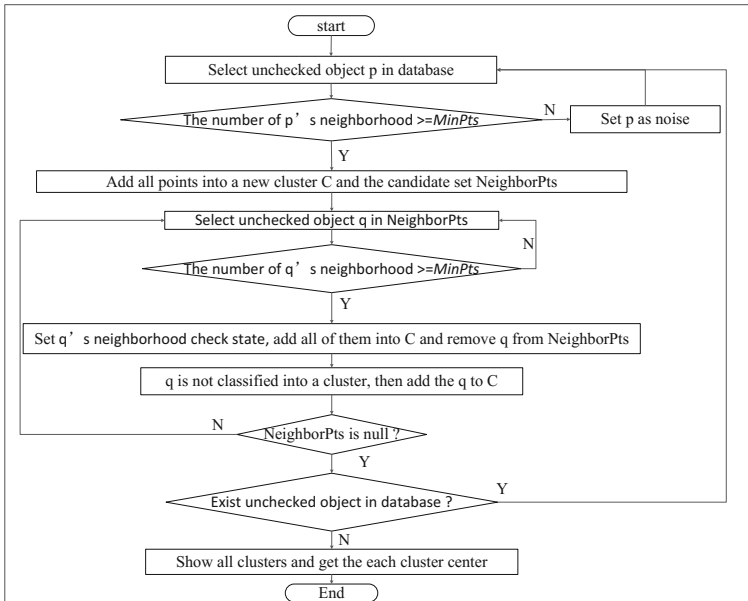 start
Select unchecked object p in database
The number of p's neighborhood >=MinPts
N
Set p as noise
Y
Add all points into a new cluster C and the candidate set NeighborPts
Select unchecked object q in NeighborPts
N
The number of q's neighborhood >=MinPts
Y
Set q's neighborhood check state, add all of them into C and remove q from NeighborPts
q is not classified into a cluster, then add the q to C
N
NeighborPts is null ?
Y
Exist unchecked object in database ?
Y
N
Show all clusters and get the each cluster center
End